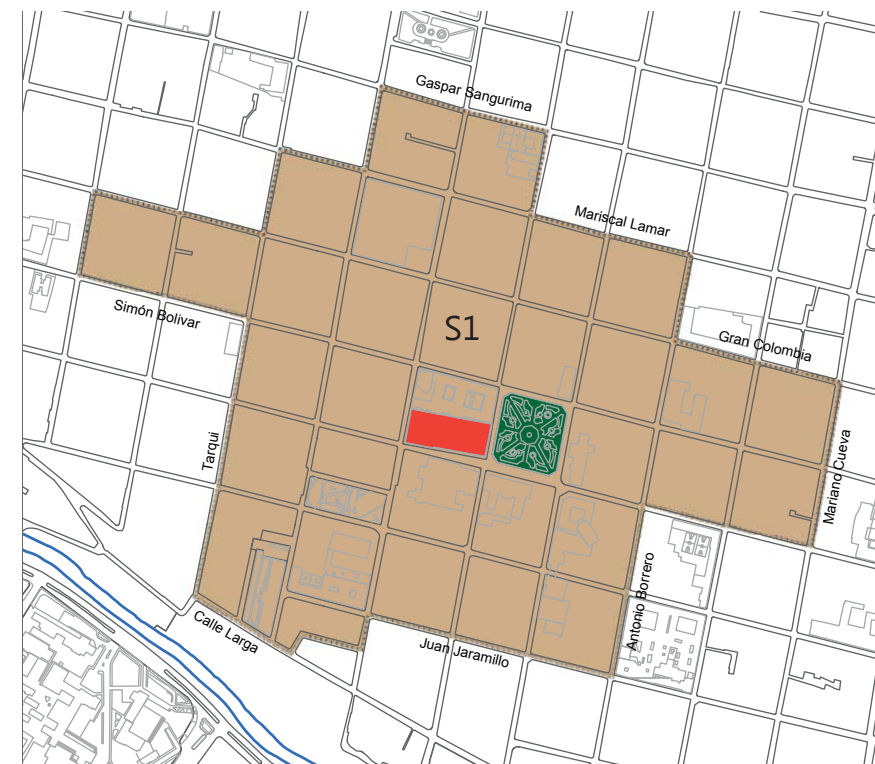 Gaspar Sangurima
Mariscal Lamar
Simón Bolivar
S1
Gran Colombia
Tarqui
Mariano Cueva
Antonio Borrero
Calle Larga
Juan Jaramillo